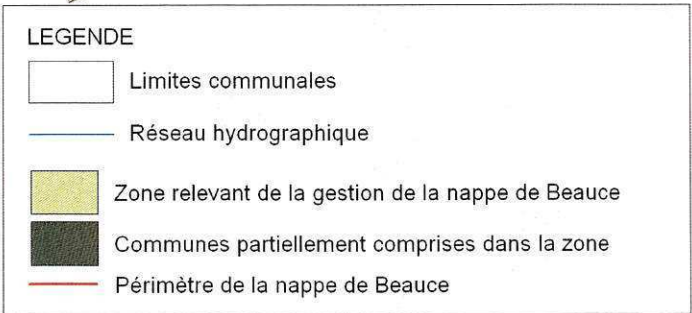 LEGENDE
Limites communales
Réseau hydrographique
Zone relevant de la gestion de la nappe de Beauce
Communes partiellement comprises dans la zone
Périmètre de la nappe de Beauce